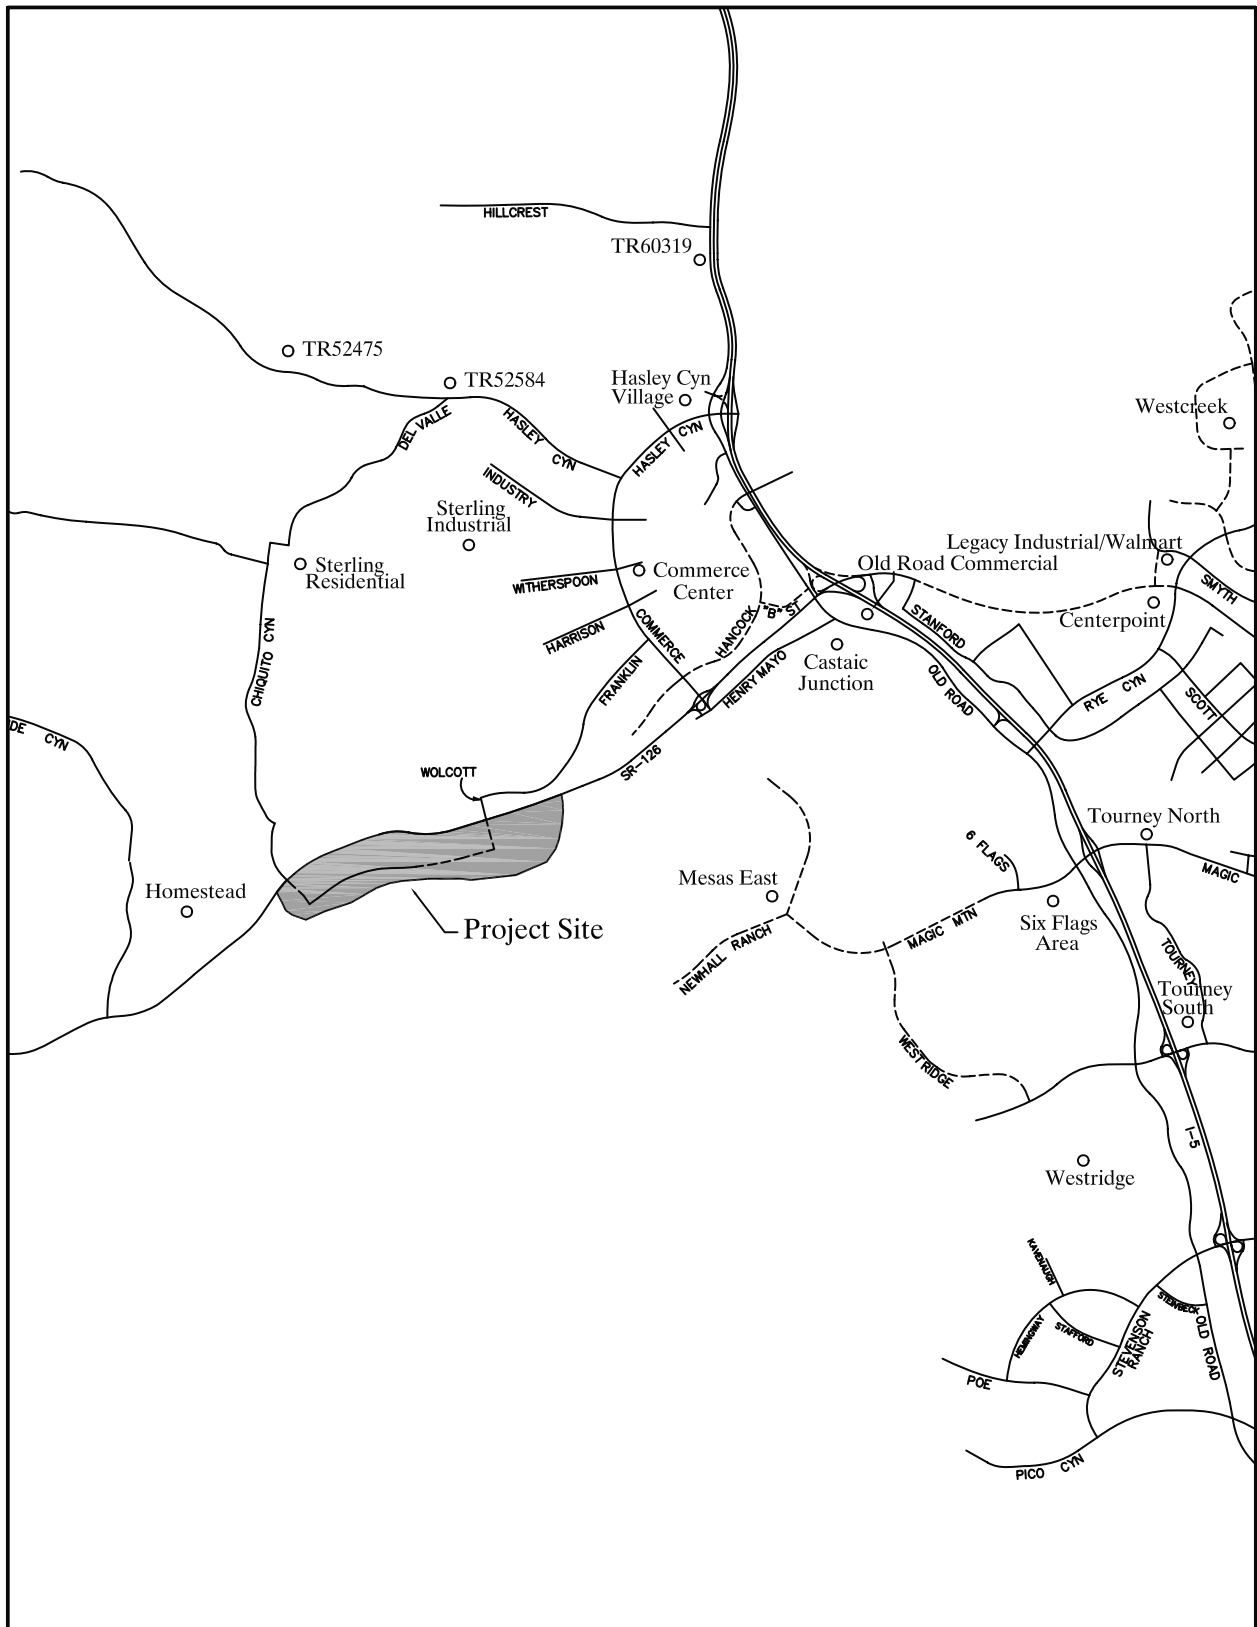 HILLCREST
TR60319
TR52475
TR52584
Hasley Cyn
Village
DEL VALLE
HASLEY CYN
HASLEY CYN
Westcreek
INDUSTRY
Sterling
Industrial
Sterling
Residential
WITHERSPOON
Commerce
Center
Legacy Industrial/Walmart
Old Road Commercial
SMYTH
HARRISON
COMMERCE
HANCOCK
"B" ST
STANFORD
Centerpoint
CHIQUITO CYN
FRANKLIN
HENRY MAYO
Castaic
Junction
OLD ROAD
RYE CYN
SCOTT
DE CYN
SR-126
WOLCOTT
Tourney North
6 FLAGS
MAGIC
Homestead
Mesas East
Project Site
NEWHALL RANCH
MAGIC MTN
Six Flags
Area
TOURNEY
Tourney
South
WESTRIDGE
I-5
Westridge
KAVENAUGH
STEINBECK
HEMINGWAY
STAFFORD
STEVENSON
RANCH
OLD ROAD
POE
PICO CYN